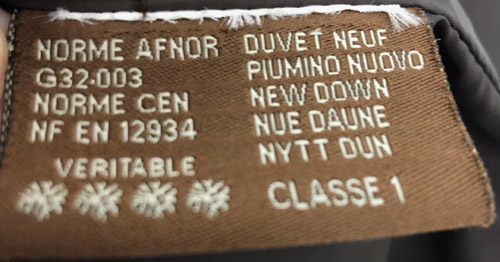 NORME AFNOR
G32-003
NORME CEN
NF EN 12934
VERITABLE
DUVET NEUF
PIUMINO NUOVO
NEW DOWN
NUE DAUNE
NYTT DUN
CLASSE 1